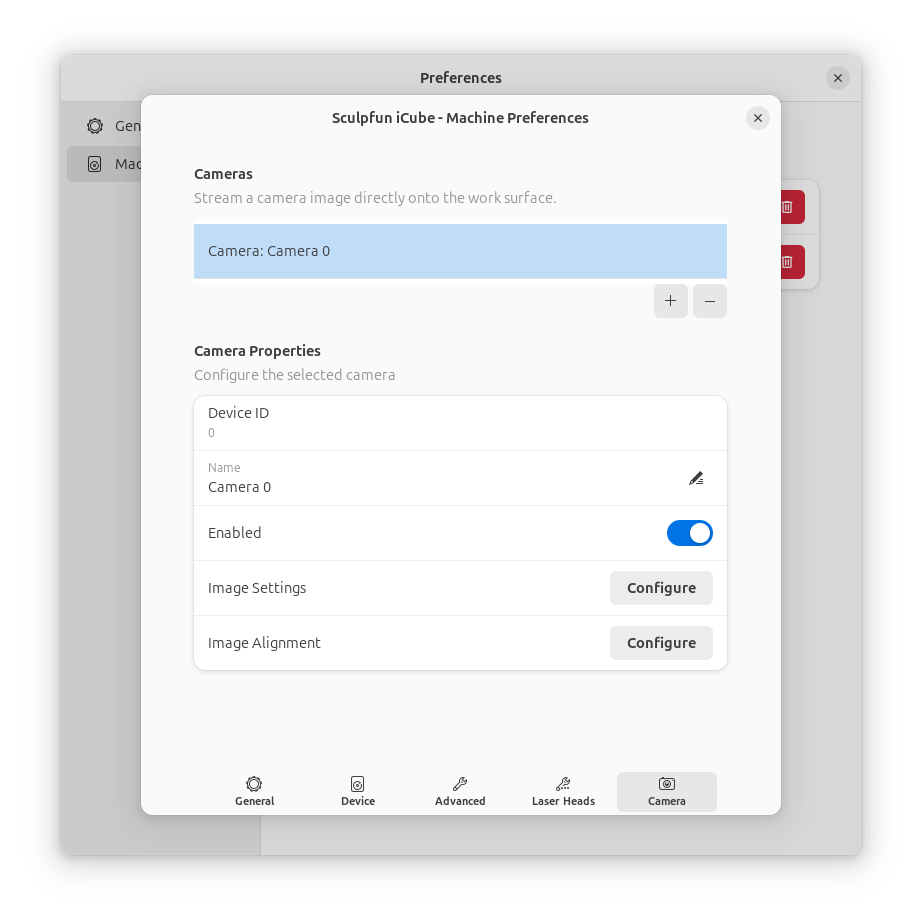 Preferences
Gen
Mac
Sculpfun iCube - Machine Preferences
Cameras
Stream a camera image directly onto the work surface.
Camera: Camera 0
Camera Properties
Configure the selected camera
Device ID
0
Name
Camera 0
Enabled
Image Settings
Configure
Image Alignment
Configure
General
Device
Advanced
Laser Heads
Camera